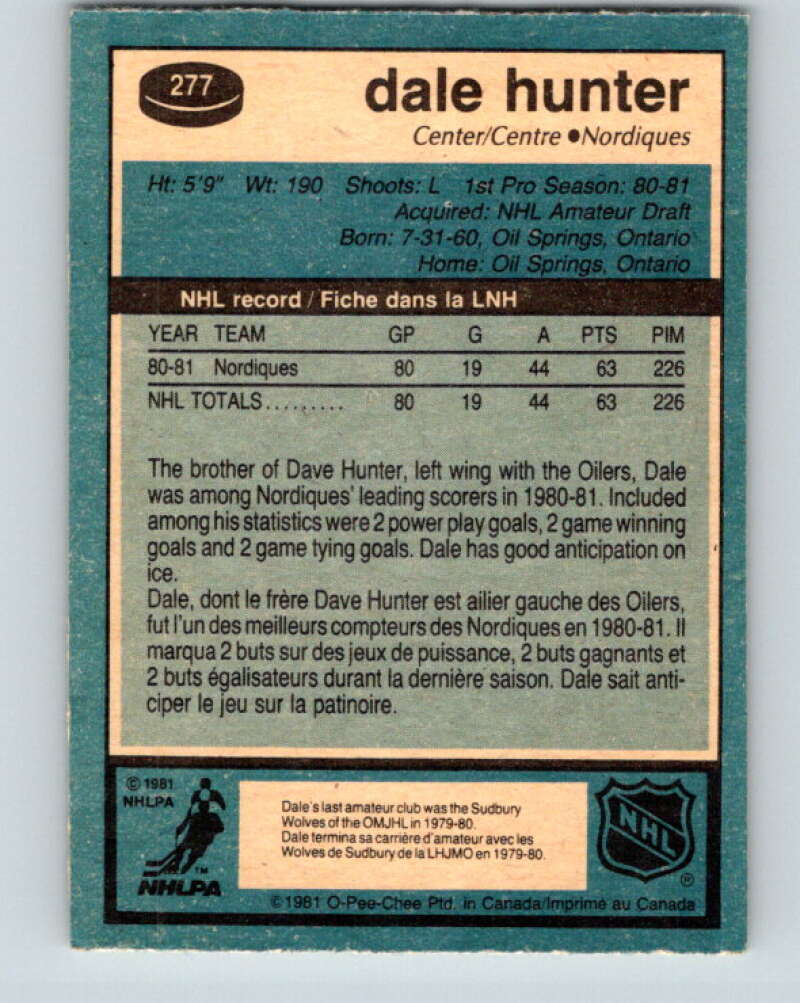 277
dale hunter
Center/Centre ●Nordiques
Ht: 5'9" Wt: 190 Shoots: L 1st Pro Season: 80-81
Acquired: NHL Amateur Draft
Born: 7-31-60, Oil Springs, Ontario
Home: Oil Springs, Ontario
NHL record / Fiche dans la LNH
YEAR TEAM GP G A PTS PIM
80-81 Nordiques 80 19 44 63 226
NHL TOTALS......... 80 19 44 63 226
The brother of Dave Hunter, left wing with the Oilers, Dale
was among Nordiques' leading scorers in 1980-81. Included
among his statistics were 2 power play goals, 2 game winning
goals and 2 game tying goals. Dale has good anticipation on
ice.
Dale, dont le frère Dave Hunter est ailier gauche des Oilers,
fut l'un des meilleurs compteurs des Nordiques en 1980-81. Il
marqua 2 buts sur des jeux de puissance, 2 buts gagnants et
2 buts égalisateurs durant la dernière saison. Dale sait anti-
ciper le jeu sur la patinoire.
© 1981
NHLPA
TM
NHLPA
Dale's last amateur club was the Sudbury
Wolves of the OMJHL in 1979-80.
Dale termina sa carrière d'amateur avec les
Wolves de Sudbury de la LHJMO en 1979-80.
NHL
®
© 1981 O-Pee-Chee Ptd. in Canada/Imprimé au Canada